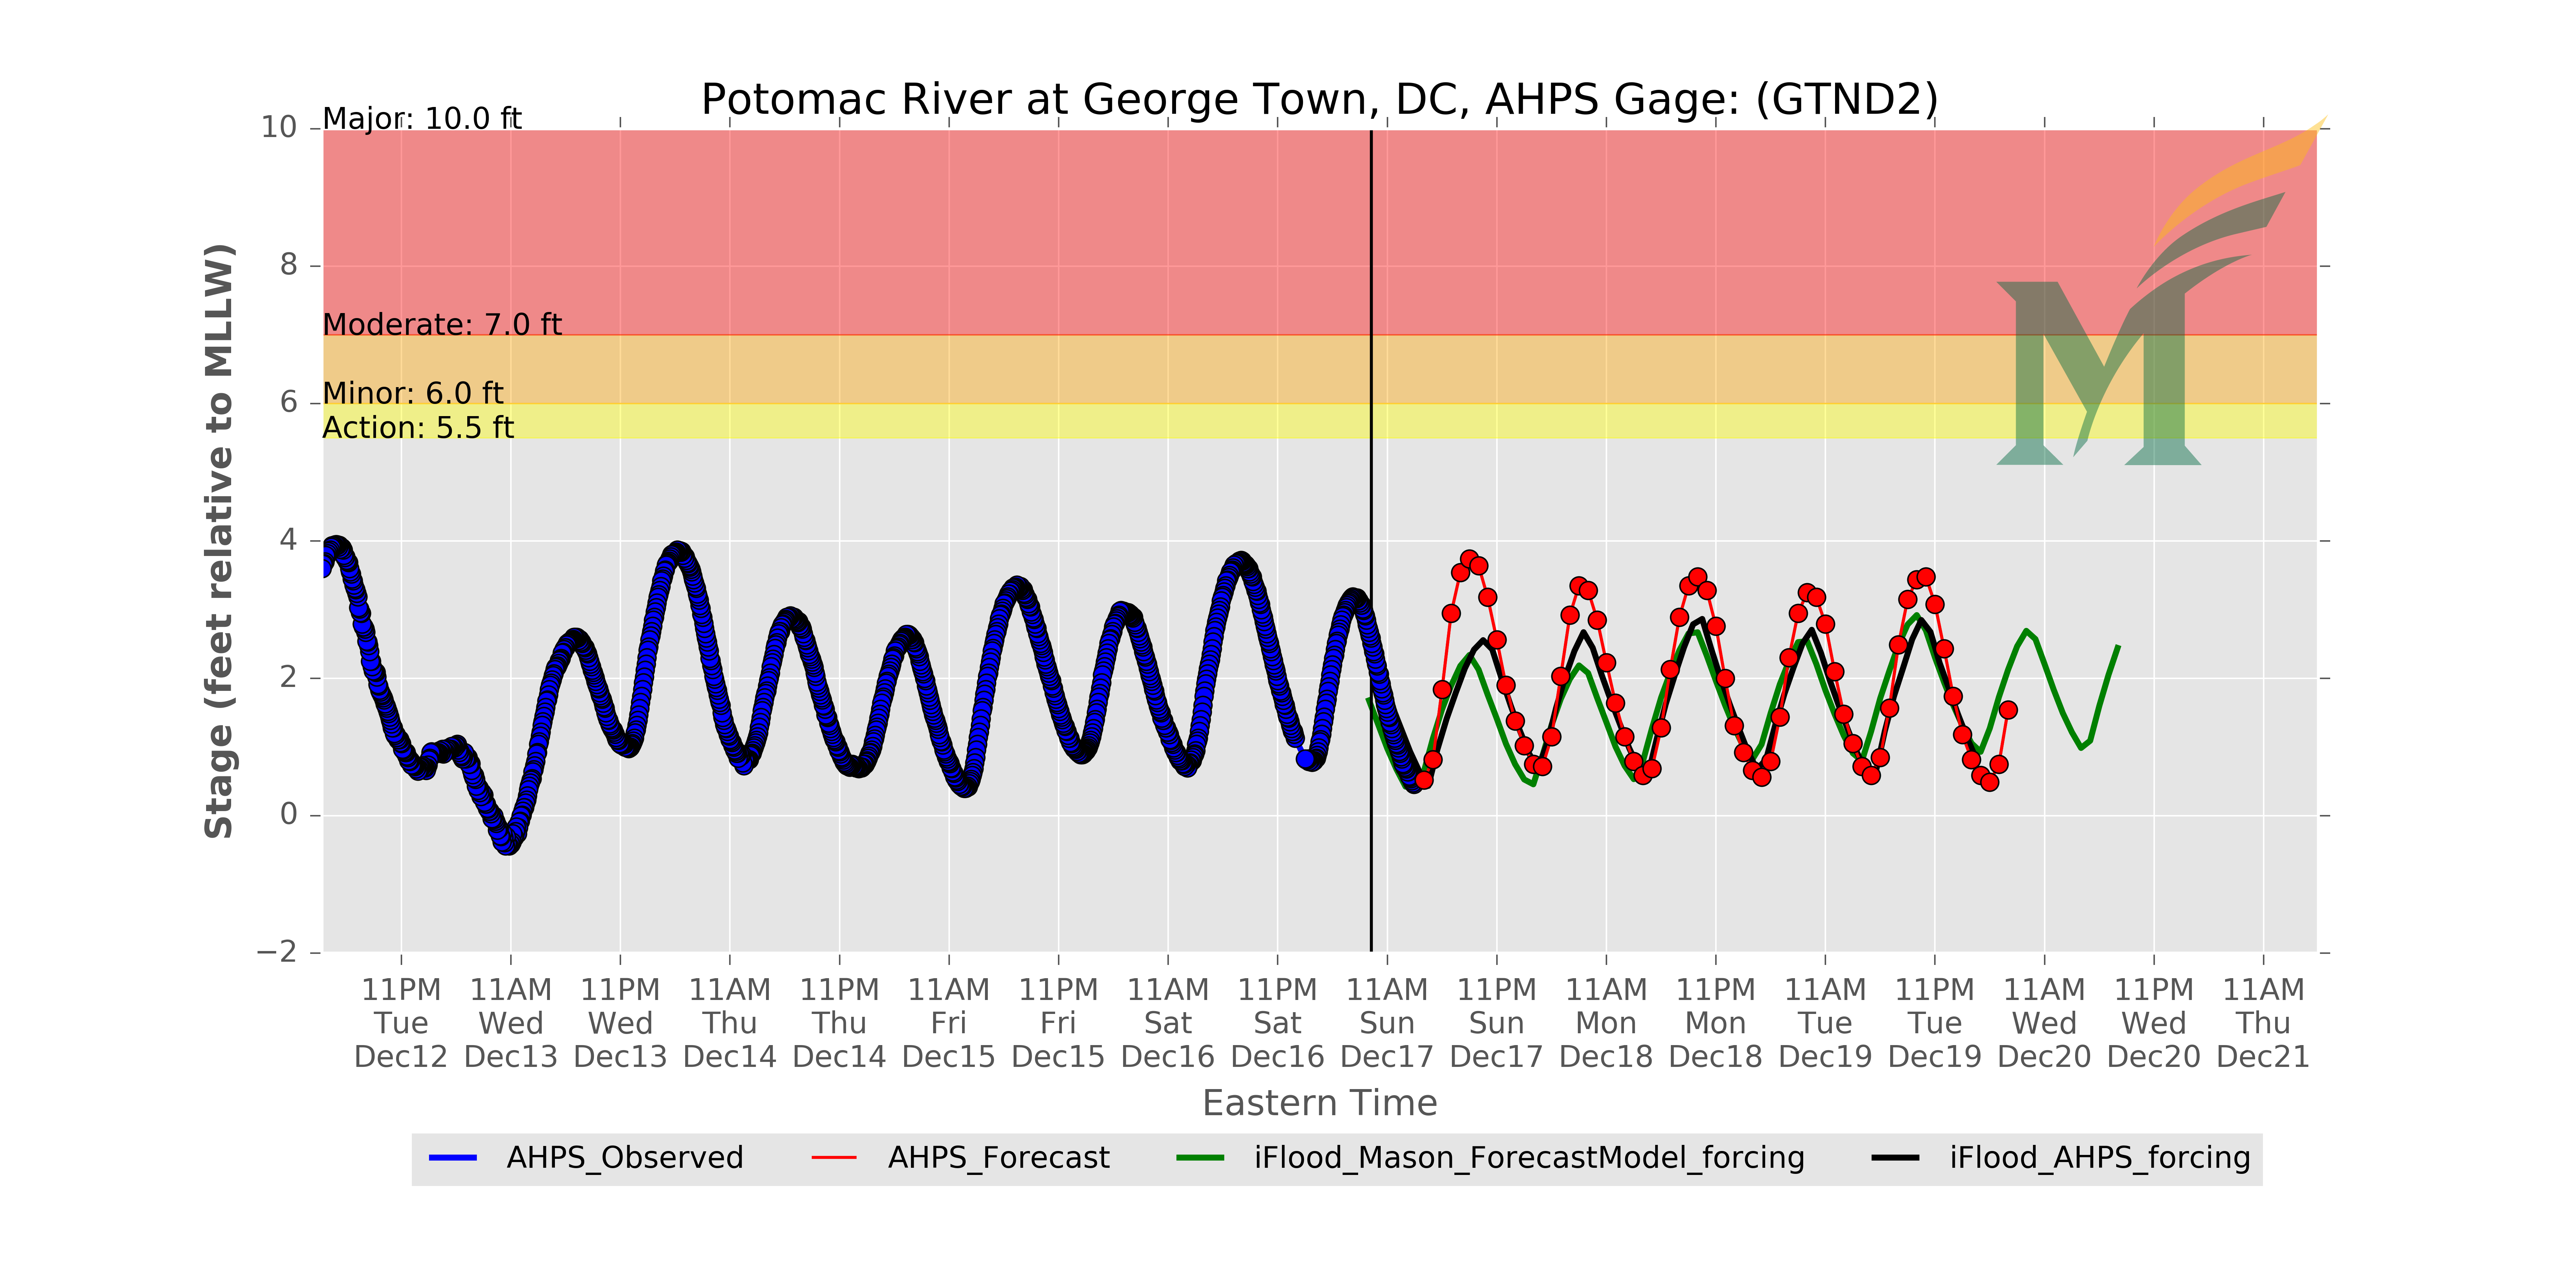 Potomac River at George Town, DC, AHPS Gage: (GTND2)
Major: 10.0 ft
Moderate: 7.0 ft
Minor: 6.0 ft
Action: 5.5 ft
10
8
6
4
2
0
−2
Stage (feet relative to MLLW)
11PM 11AM 11PM 11AM 11PM 11AM 11PM 11AM 11PM 11AM 11PM 11AM 11PM 11AM 11PM 11AM 11PM 11AM
Tue Wed Wed Thu Thu Fri Fri Sat Sat Sun Sun Mon Mon Tue Tue Wed Wed Thu
Dec12 Dec13 Dec13 Dec14 Dec14 Dec15 Dec15 Dec16 Dec16 Dec17 Dec17 Dec18 Dec18 Dec19 Dec19 Dec20 Dec20 Dec21
Eastern Time
AHPS_Observed AHPS_Forecast iFlood_Mason_ForecastModel_forcing iFlood_AHPS_forcing
M